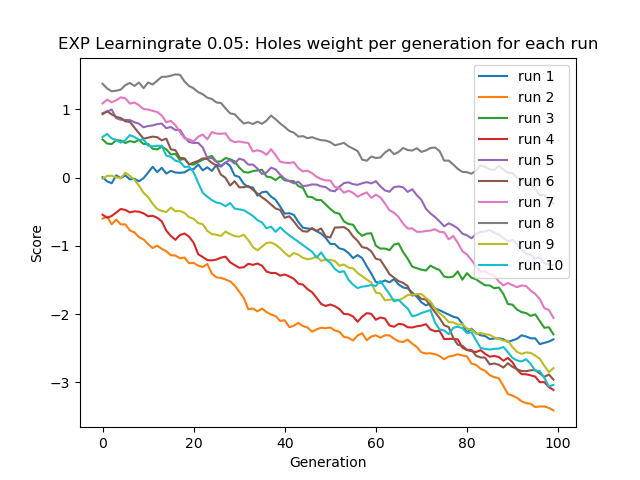 EXP Learningrate 0.05: Holes weight per generation for each run
run 1
run 2
run 3
run 4
run 5
run 6
run 7
run 8
run 9
run 10
1
0
−1
−2
−3
Score
0 20 40 60 80 100
Generation